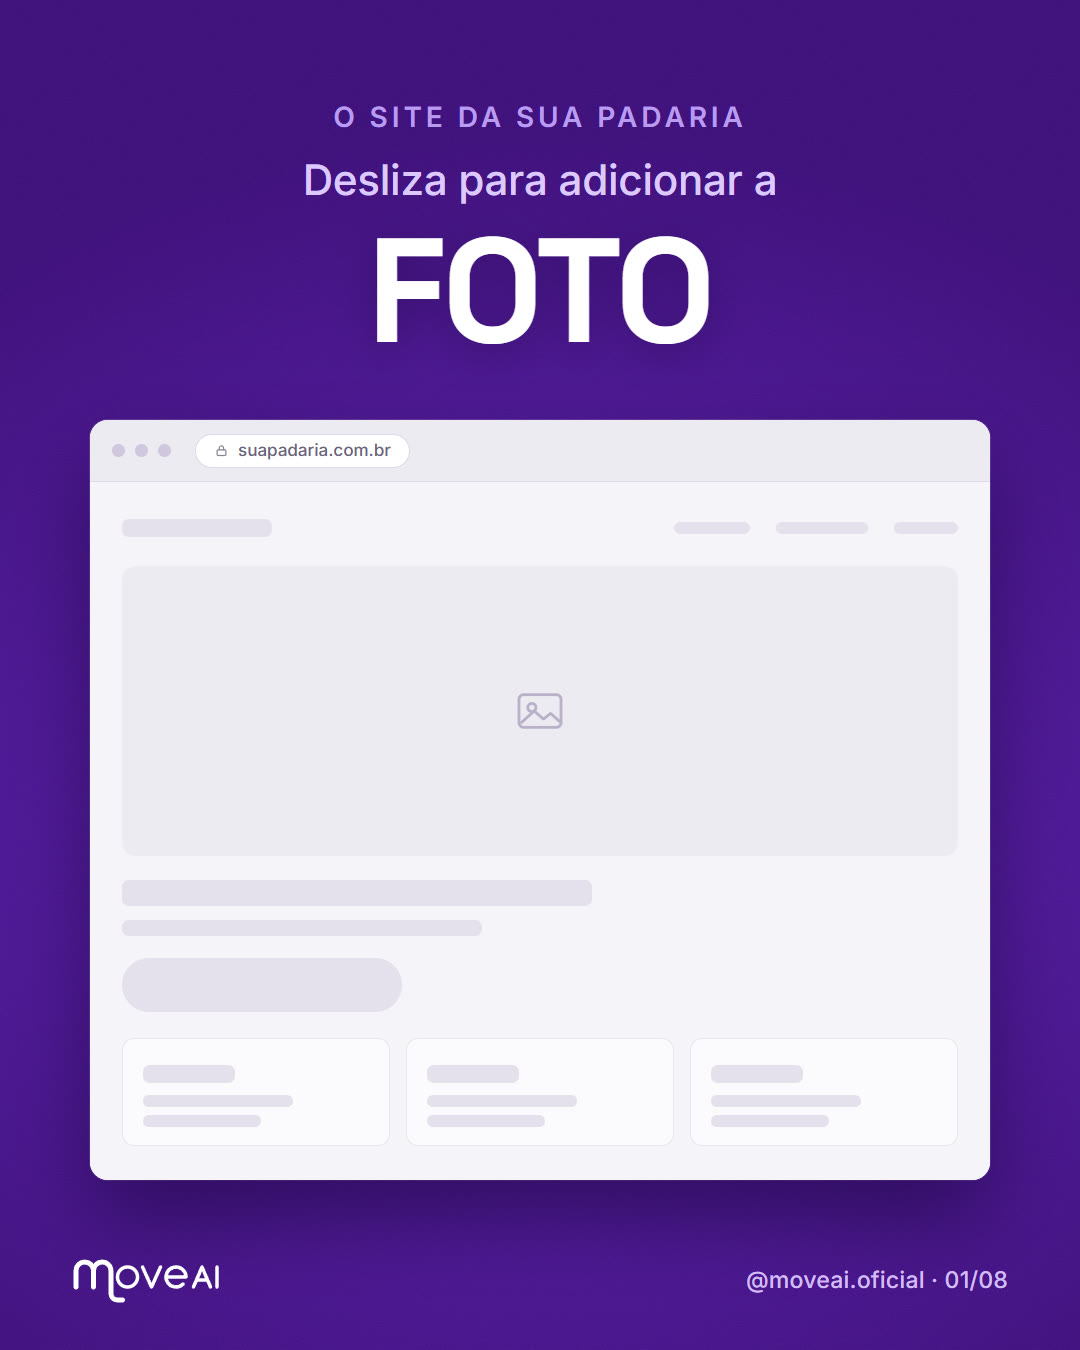 O SITE DA SUA PADARIA
Desliza para adicionar a
FOTO
suapadaria.com.br
moveAI
@moveai.oficial · 01/08